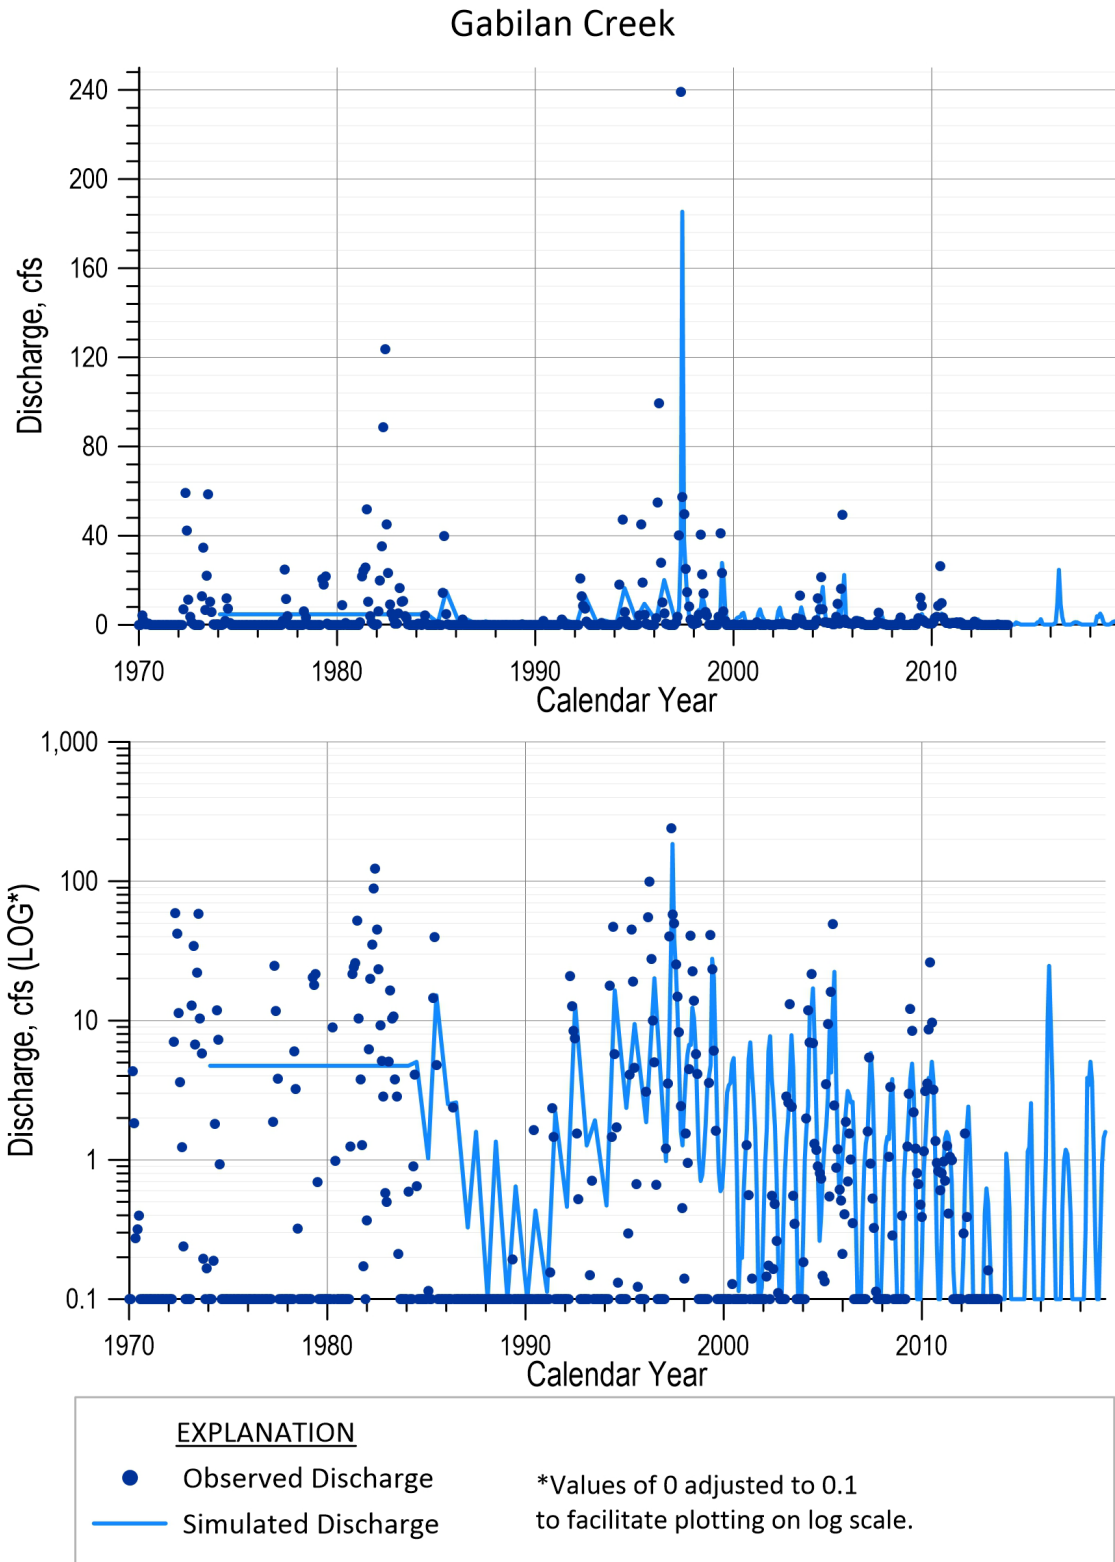 Gabilan Creek
240
200
160
120
80
40
0
Discharge, cfs
1970 1980 1990 2000 2010
Calendar Year
1,000
100
10
1
0.1
Discharge, cfs (LOG*)
1970 1980 1990 2000 2010
Calendar Year
EXPLANATION
Observed Discharge
Simulated Discharge
*Values of 0 adjusted to 0.1
to facilitate plotting on log scale.